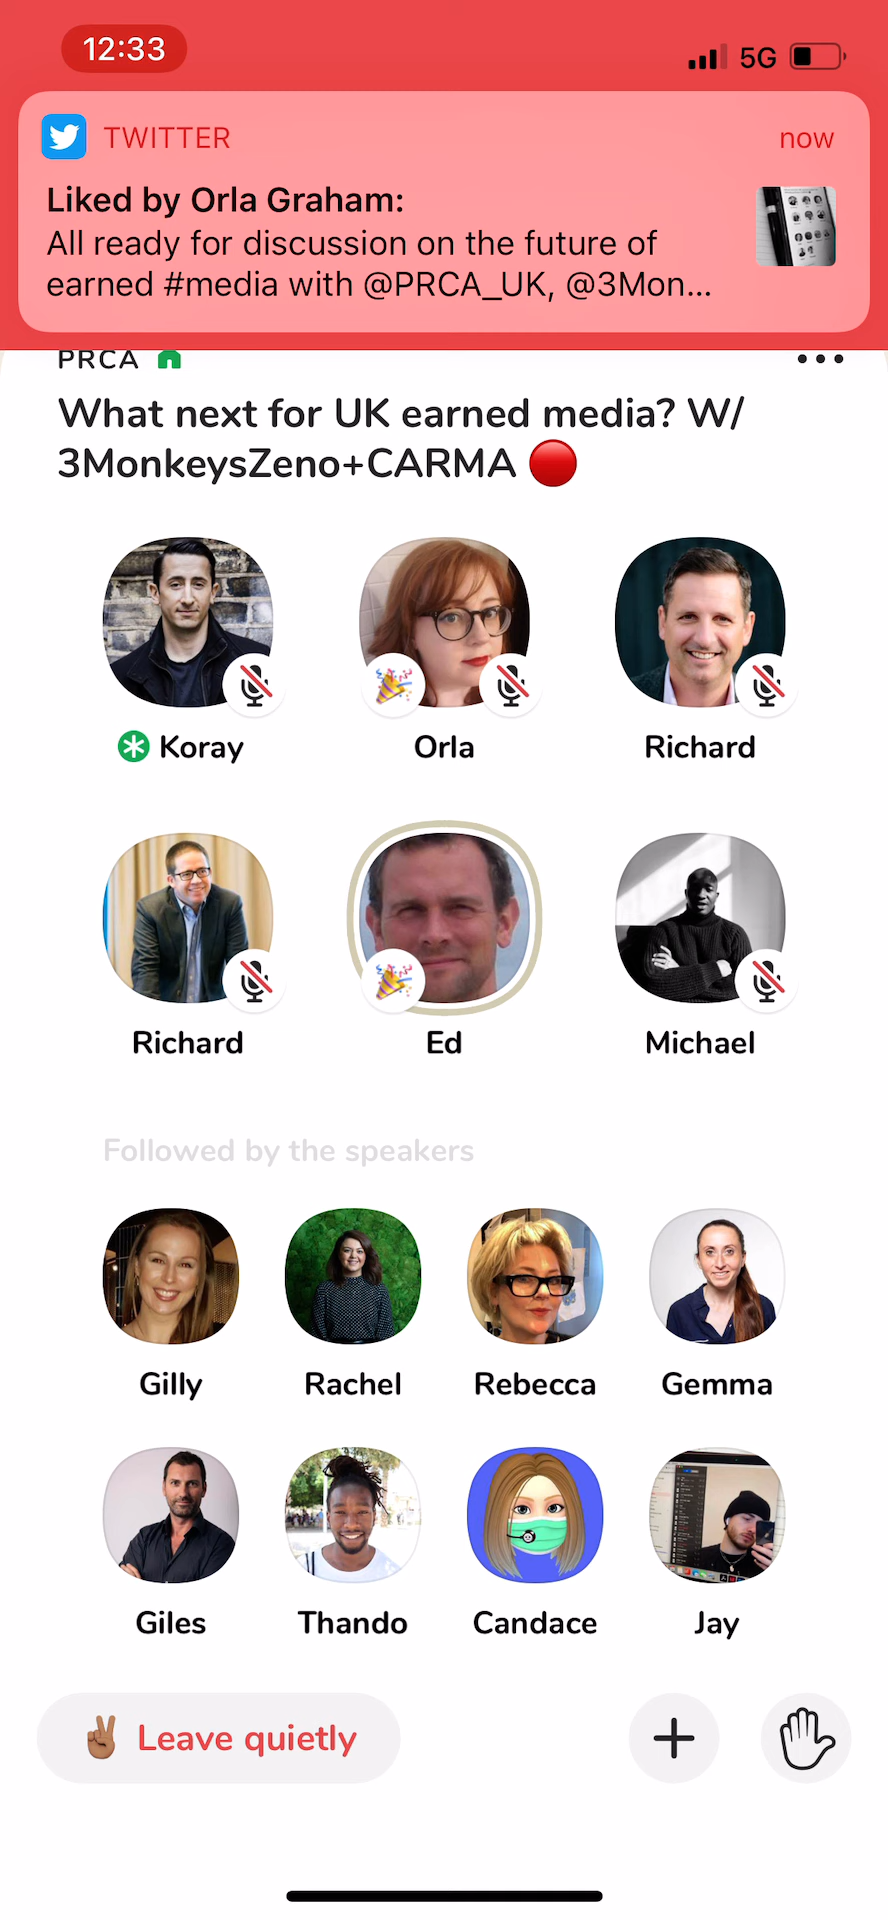 12:33
5G
TWITTER
now
Liked by Orla Graham:
All ready for discussion on the future of
earned #media with @PRCA_UK, @3Mon...
PRCA
What next for UK earned media? W/
3MonkeysZeno+CARMA
Koray
Orla
Richard
Richard
Ed
Michael
Followed by the speakers
Gilly
Rachel
Rebecca
Gemma
Giles
Thando
Candace
Jay
Leave quietly